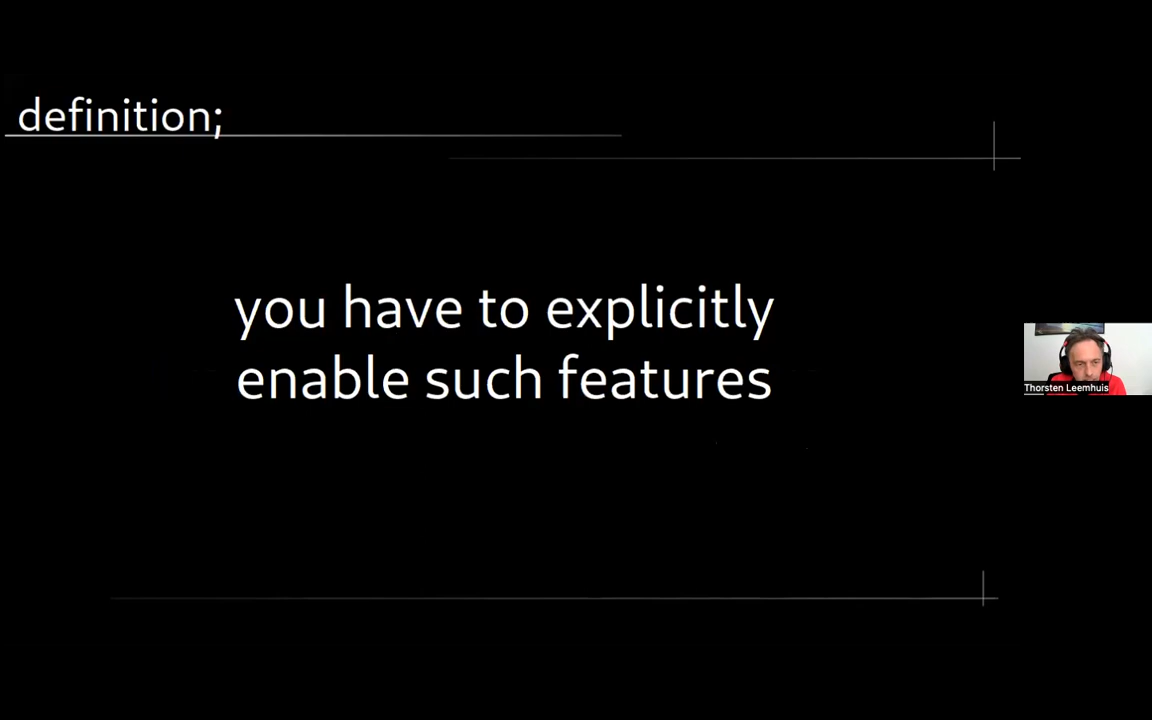 definition;
you have to explicitly
enable such features
Thorsten Leemhuis